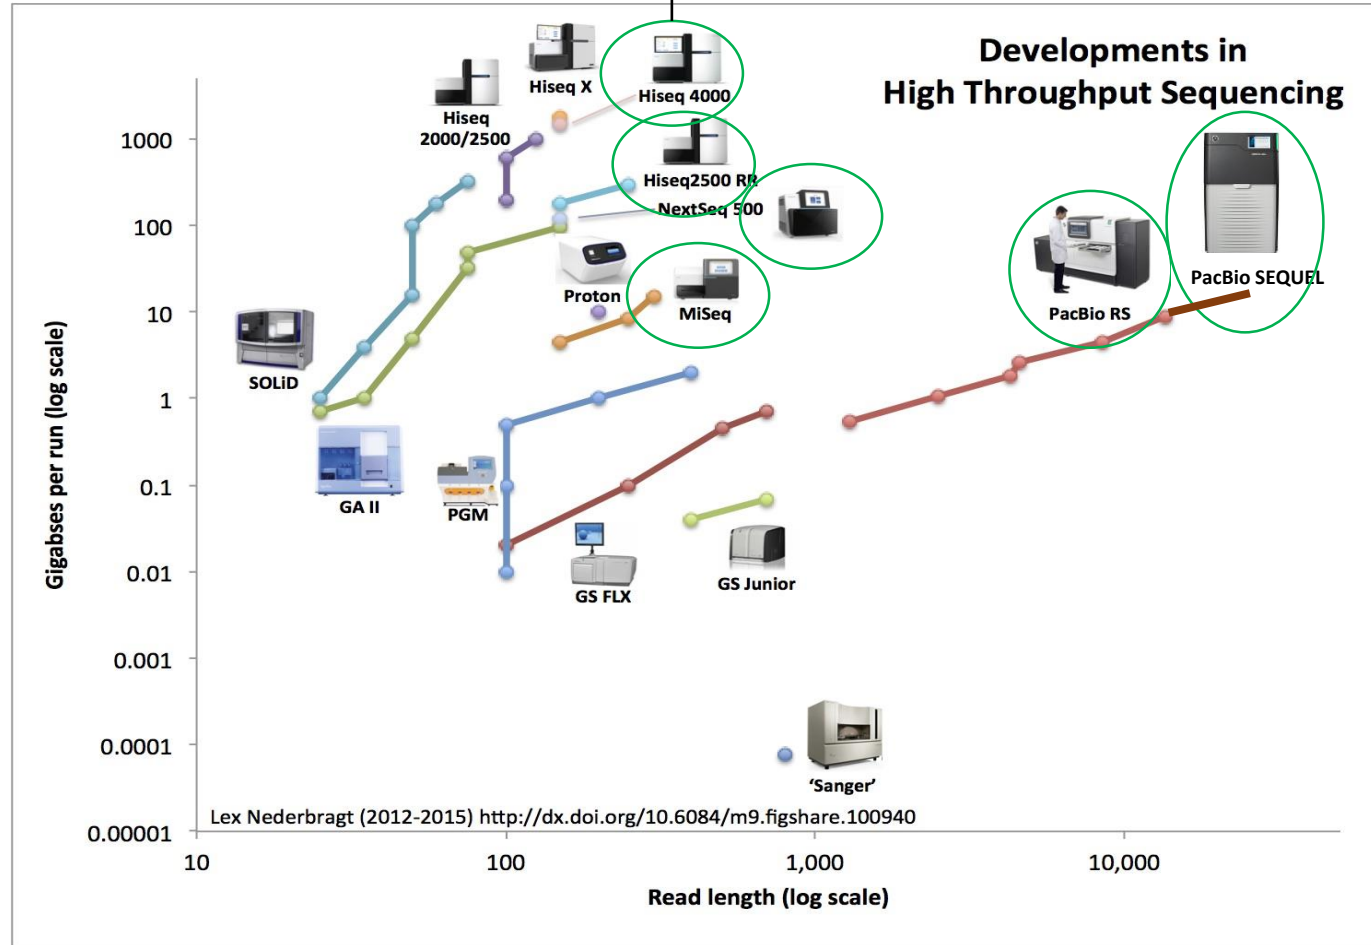 Developments in
High Throughput Sequencing
Hiseq X
Hiseq 4000
Hiseq
2000/2500
Hiseq2500 RR
NextSeq 500
Proton
MiSeq
PacBio RS
PacBio SEQUEL
SOLiD
GA II
PGM
GS FLX
GS Junior
‘Sanger’
Gigabses per run (log scale)
1000
100
10
1
0.1
0.01
0.001
0.0001
0.00001
Lex Nederbragt (2012-2015) http://dx.doi.org/10.6084/m9.figshare.100940
10
100
1,000
10,000
Read length (log scale)